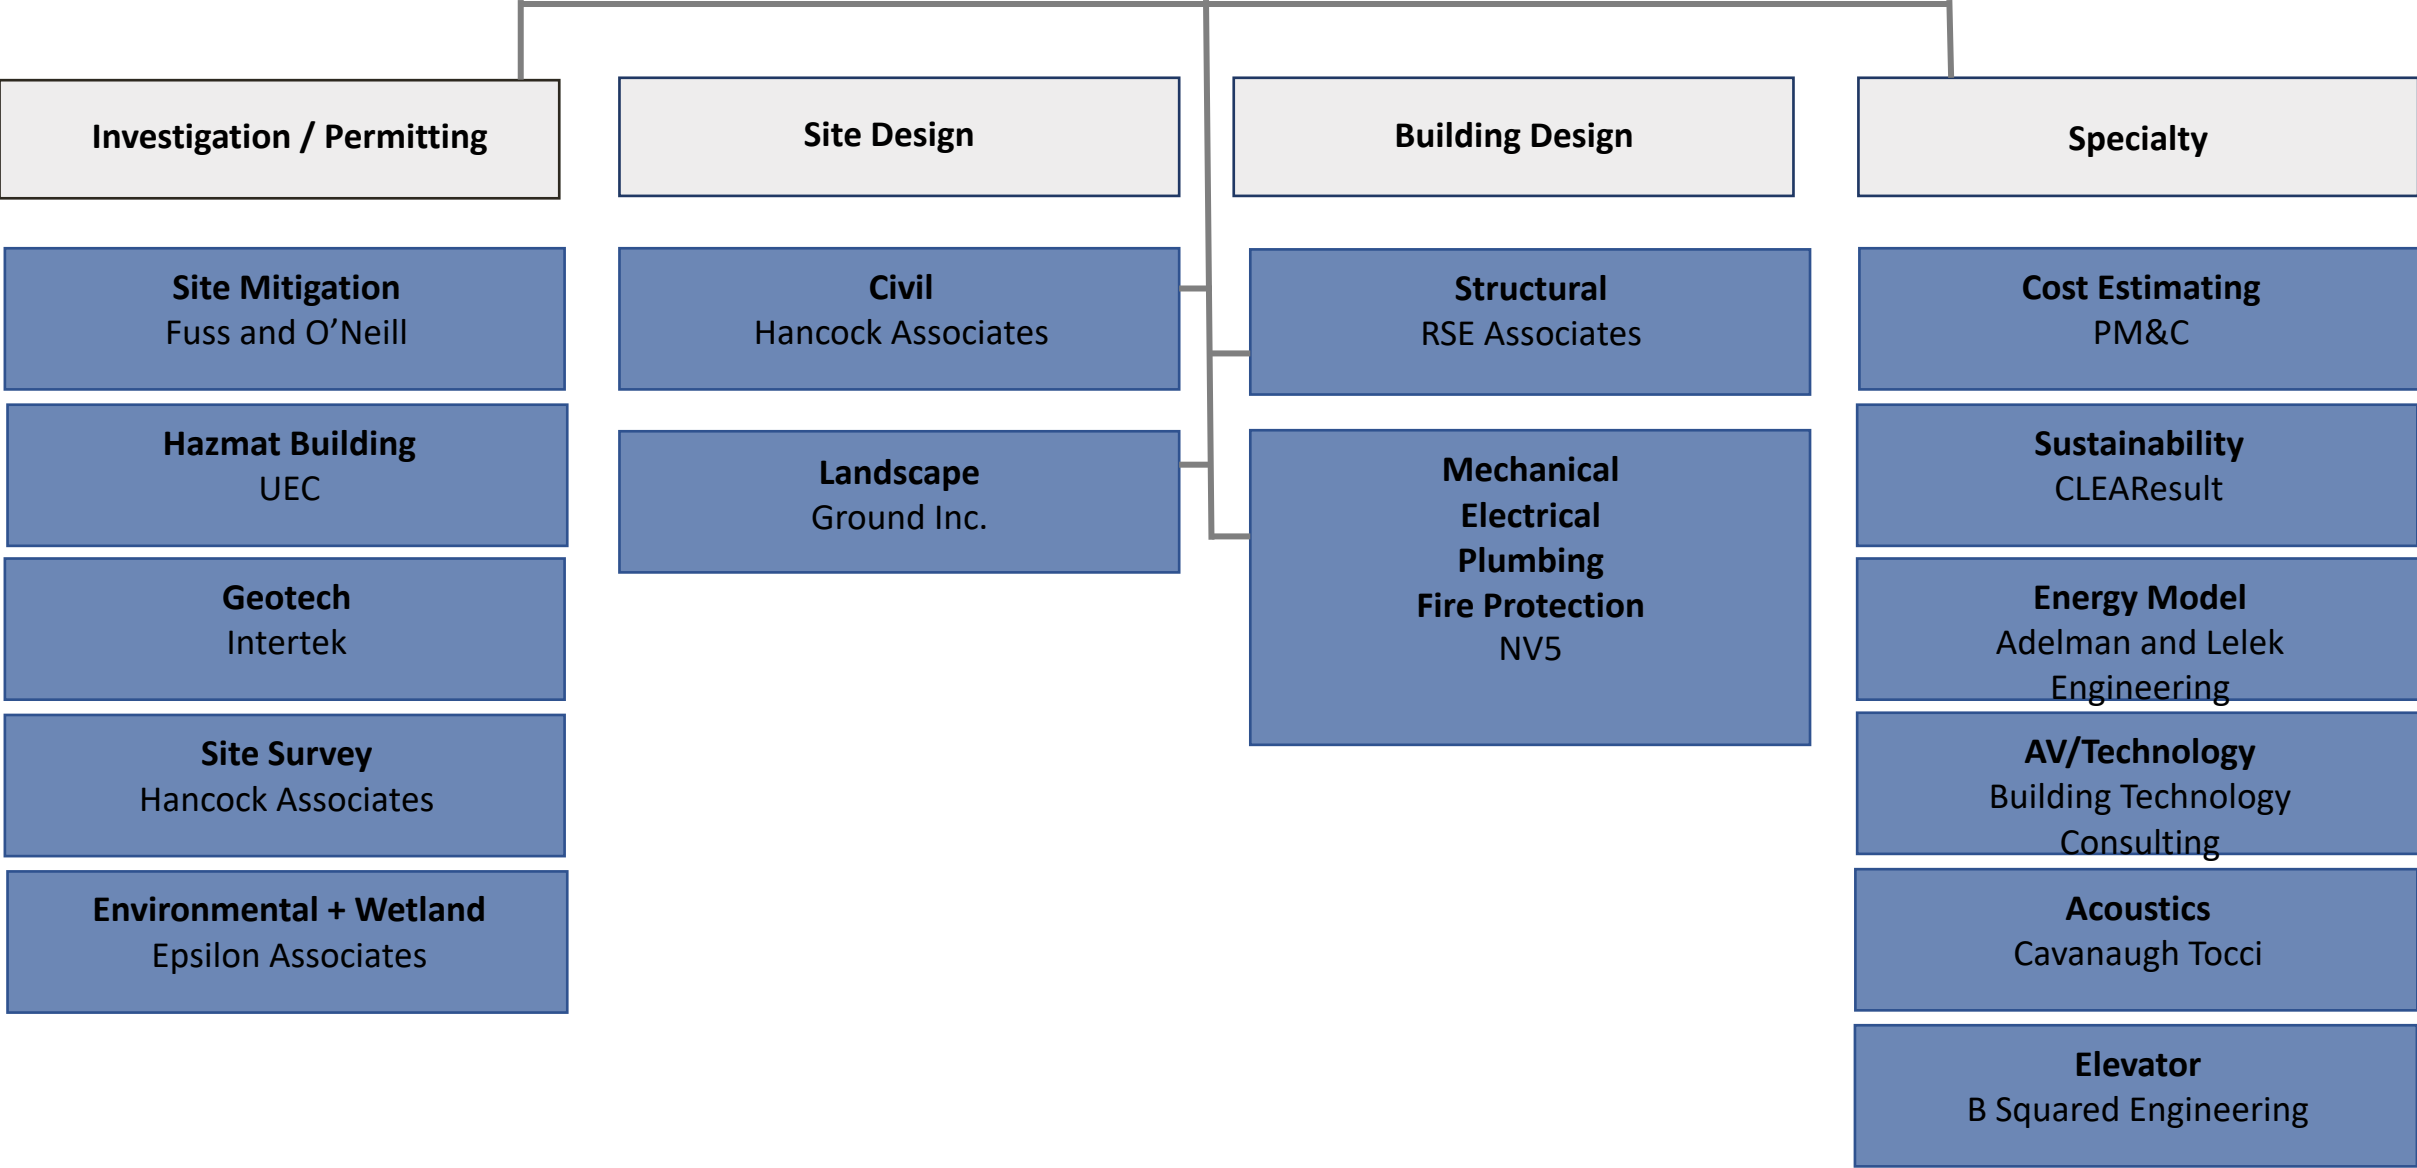 Investigation / Permitting
Site Mitigation
Fuss and O’Neill
Hazmat Building
UEC
Geotech
Intertek
Site Survey
Hancock Associates
Environmental + Wetland
Epsilon Associates
Site Design
Civil
Hancock Associates
Landscape
Ground Inc.
Building Design
Structural
RSE Associates
Mechanical
Electrical
Plumbing
Fire Protection
NV5
Specialty
Cost Estimating
PM&C
Sustainability
CLEAResult
Energy Model
Adelman and Lelek
Engineering
AV/Technology
Building Technology
Consulting
Acoustics
Cavanaugh Tocci
Elevator
B Squared Engineering